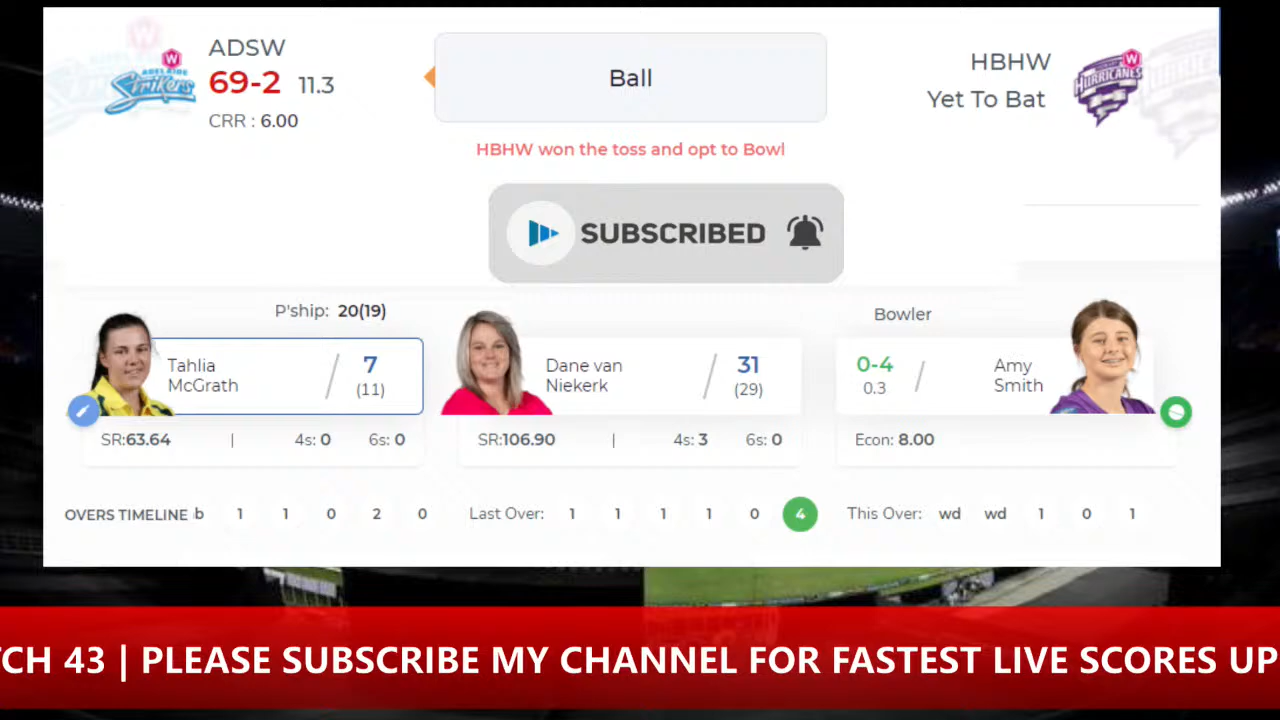 ADSW
69-2 11.3
CRR : 6.00
W
ADELAIDE
STRIKERS
Ball
HBHW won the toss and opt to Bowl
HBHW
Yet To Bat
W
HURRICANES
SUBSCRIBED
P'ship: 20(19)
Tahlia
McGrath
/ 7
(11)
SR:63.64 | 4s: 0 6s: 0
Dane van
Niekerk
/ 31
(29)
SR:106.90 | 4s: 3 6s: 0
Bowler
0-4
0.3
/ Amy
Smith
Econ: 8.00
OVERS TIMELINE b 1 1 0 2 0 Last Over: 1 1 1 1 0 4 This Over: wd wd 1 0 1
CH 43 | PLEASE SUBSCRIBE MY CHANNEL FOR FASTEST LIVE SCORES UP